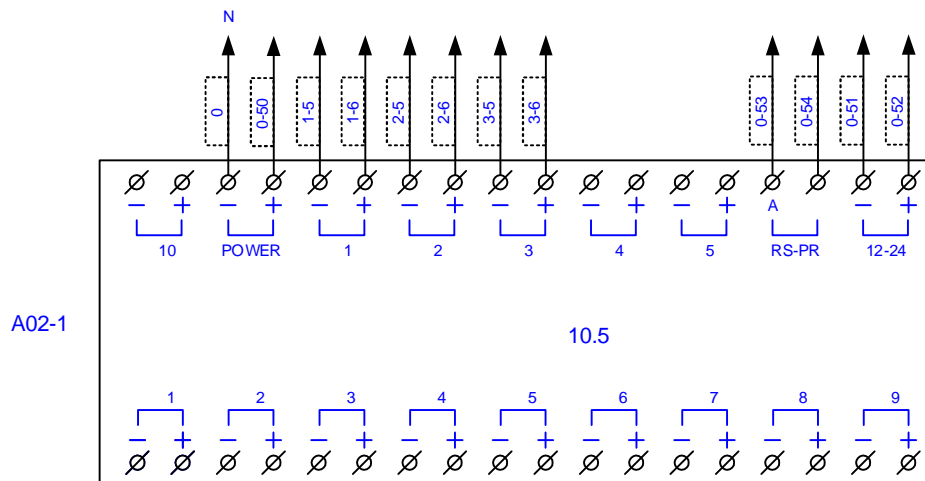 N
0 0-50 1-5 1-6 2-5 2-6 3-5 3-6 0-53 0-54 0-51 0-52
− + − + − + − + − + − + − + A − +
10 POWER 1 2 3 4 5 RS-PR 12-24
A02-1
10.5
1 2 3 4 5 6 7 8 9
− + − + − + − + − + − + − + − + − +